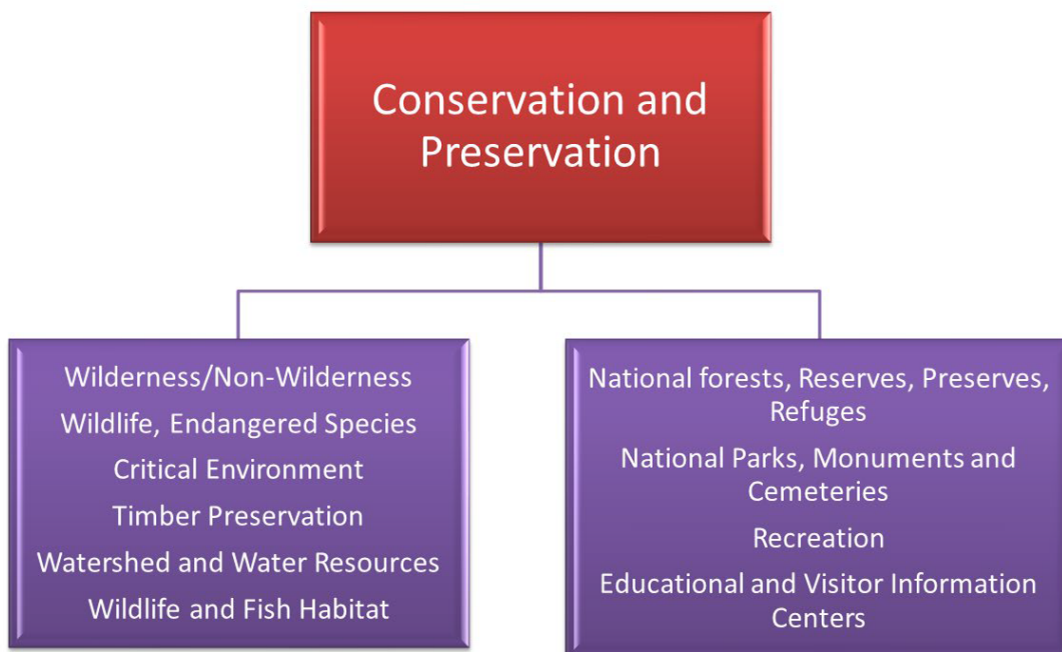 Conservation and
Preservation
Wilderness/Non-Wilderness
Wildlife, Endangered Species
Critical Environment
Timber Preservation
Watershed and Water Resources
Wildlife and Fish Habitat
National forests, Reserves, Preserves,
Refuges
National Parks, Monuments and
Cemeteries
Recreation
Educational and Visitor Information
Centers